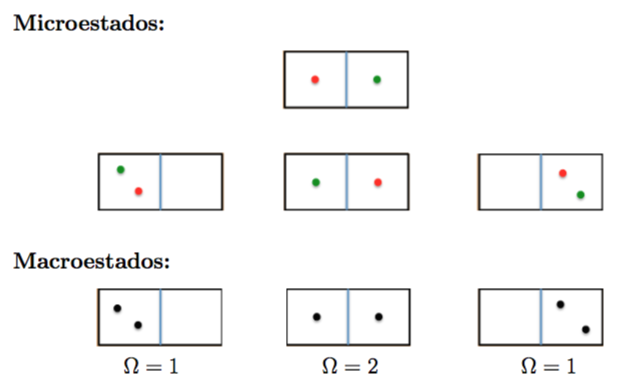 Microestados:
Macroestados:
Ω = 1
Ω = 2
Ω = 1